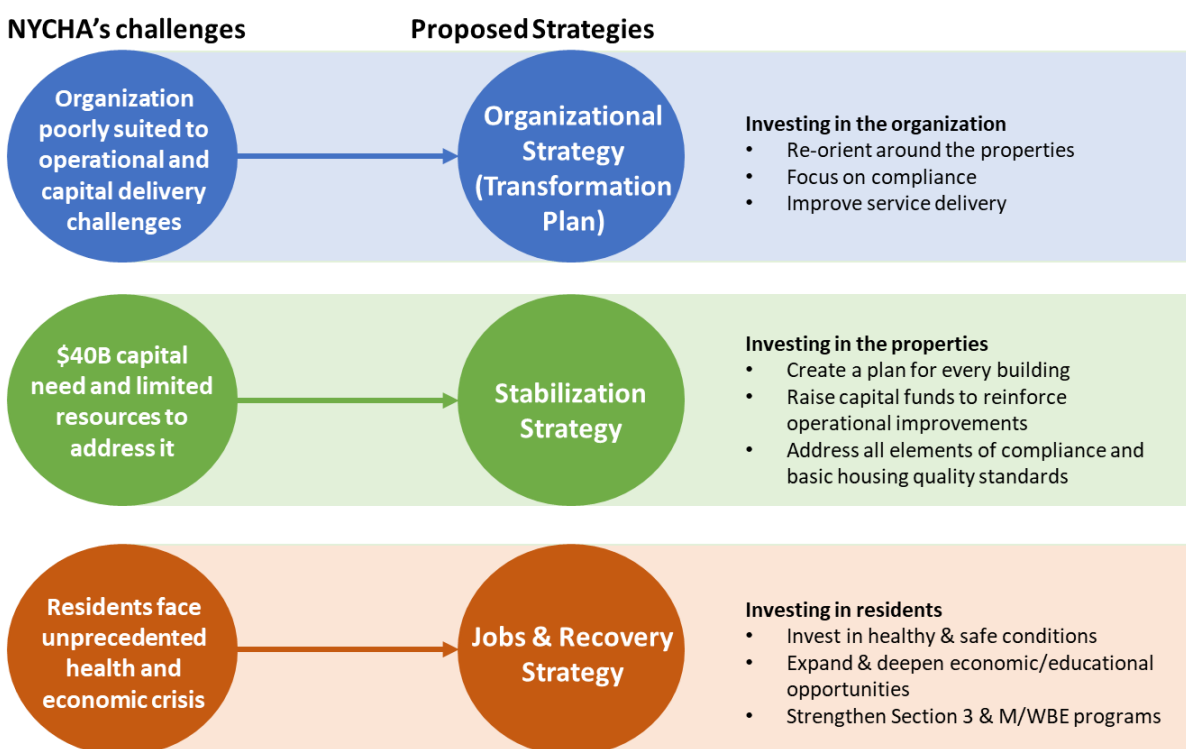 NYCHA's challenges
Proposed Strategies
Organization
poorly suited to
operational and
capital delivery
challenges
Organizational
Strategy
(Transformation
Plan)
Investing in the organization
• Re-orient around the properties
• Focus on compliance
• Improve service delivery
$40B capital
need and limited
resources to
address it
Stabilization
Strategy
Investing in the properties
• Create a plan for every building
• Raise capital funds to reinforce
operational improvements
• Address all elements of compliance and
basic housing quality standards
Residents face
unprecedented
health and
economic crisis
Jobs & Recovery
Strategy
Investing in residents
• Invest in healthy & safe conditions
• Expand & deepen economic/educational
opportunities
• Strengthen Section 3 & M/WBE programs